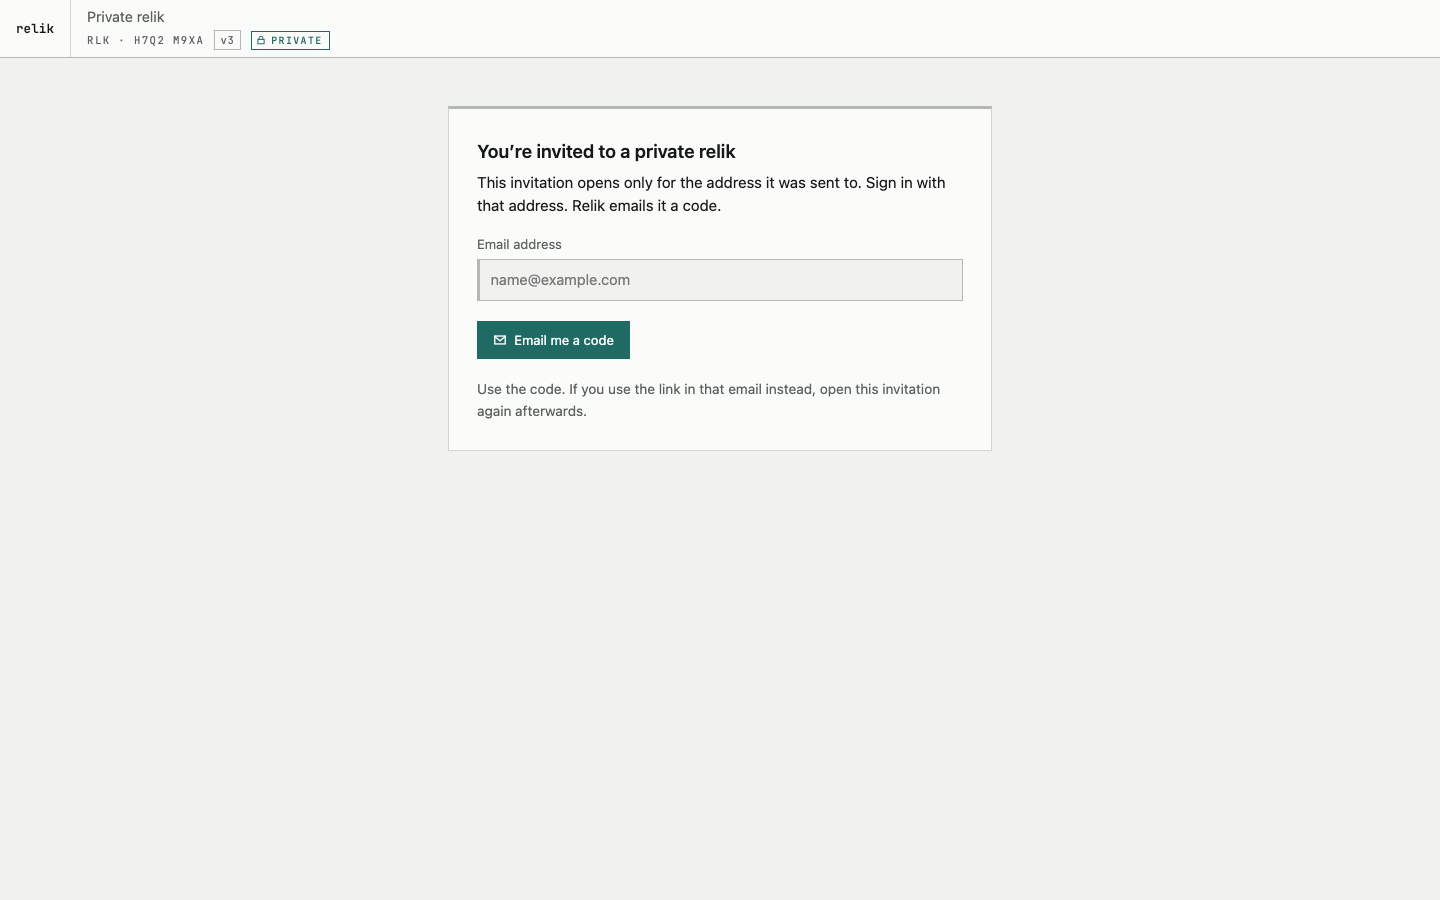 relik
Private relik
RLK · H7Q2 M9XA v3 PRIVATE
You’re invited to a private relik
This invitation opens only for the address it was sent to. Sign in with
that address. Relik emails it a code.
Email address
name@example.com
Email me a code
Use the code. If you use the link in that email instead, open this invitation
again afterwards.